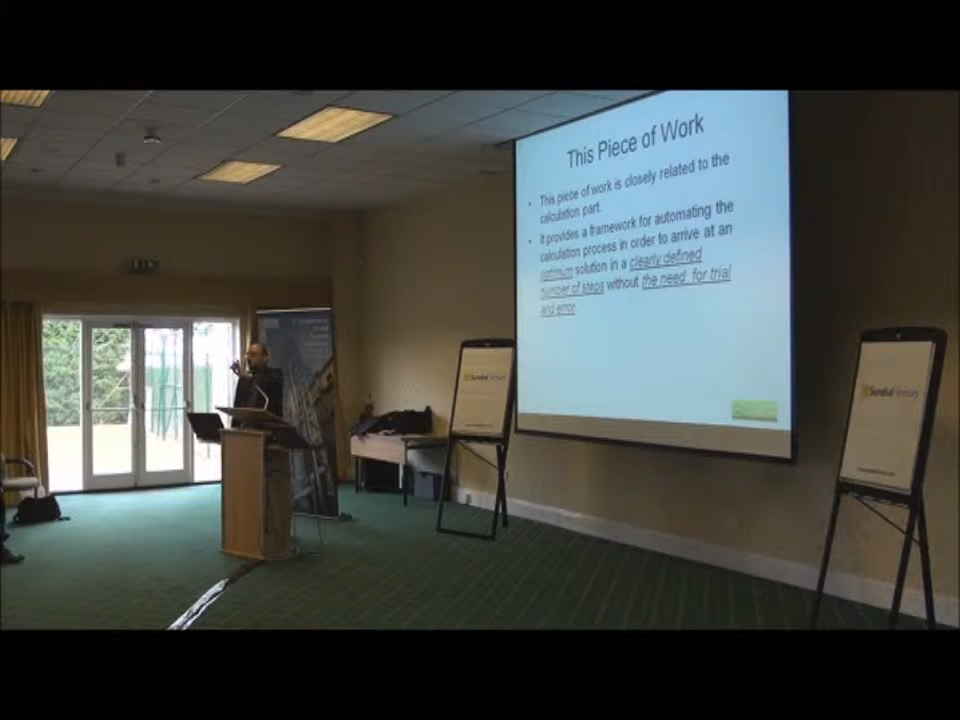 This Piece of Work
• This piece of work is closely related to the
calculation part.
• It provides a framework for automating the
calculation process in order to arrive at an
optimum solution in a clearly defined
number of steps without the need for trial
and error.
Sundial
Sundial